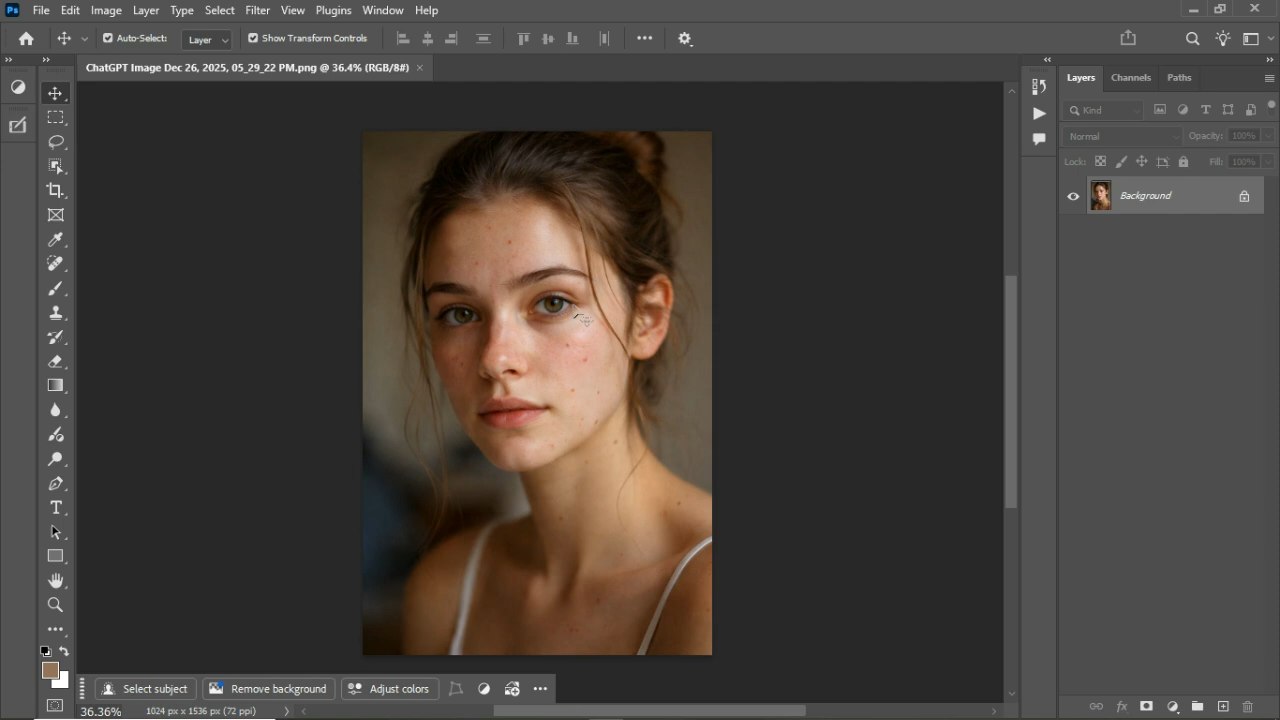 Ps File Edit Image Layer Type Select Filter View Plugins Window Help
Auto-Select: Layer Show Transform Controls
ChatGPT Image Dec 26, 2025, 05_29_22 PM.png @ 36.4% (RGB/8#) ×
Layers Channels Paths
Kind
Normal Opacity: 100%
Lock: Fill: 100%
Background
T
Select subject Remove background Adjust colors
36.36% 1024 px x 1536 px (72 ppi)
fx